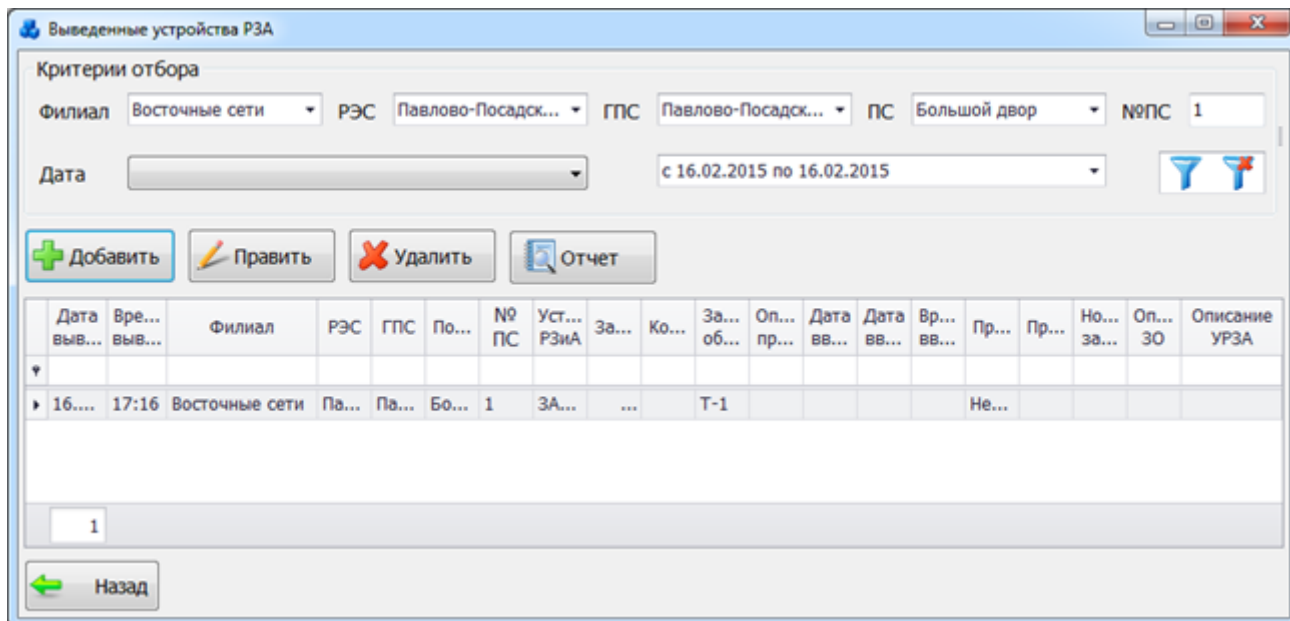 Выведенные устройства РЗА
Критерии отбора
Филиал Восточные сети РЭС Павлово-Посадск... ГПС Павлово-Посадск... ПС Большой двор №ПС 1
Дата с 16.02.2015 по 16.02.2015
Добавить Править Удалить Отчет
Дата выв... Вре... выв... Филиал РЭС ГПС По... № ПС Уст... РЗиА За... Ко... За... об... Оп... пр... Дата вв... Дата вв... Вр... вв... Пр... Пр... Но... за... Оп... ЗО Описание УРЗА
16.... 17:16 Восточные сети Па... Па... Бо... 1 ЗА... ... Т-1 Не...
1
Назад